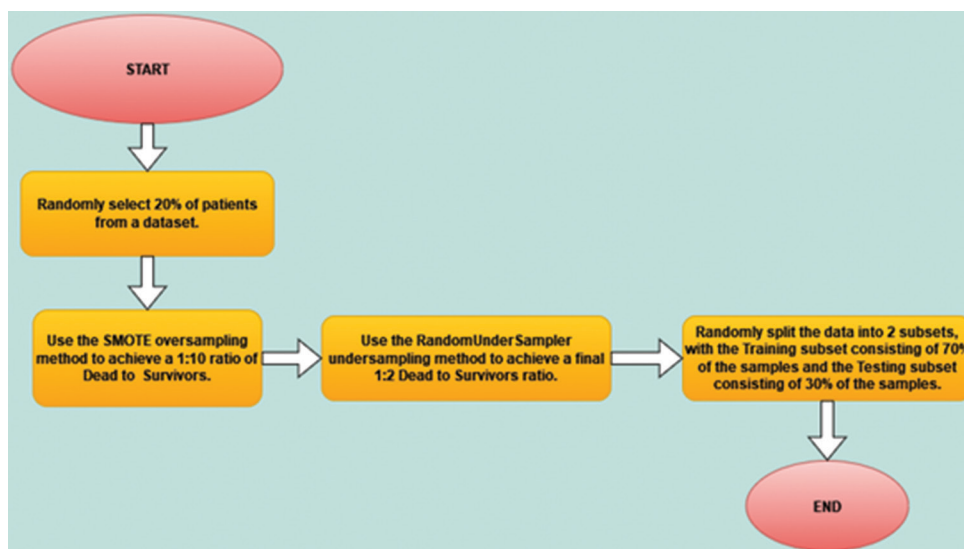 START
Randomly select 20% of patients
from a dataset.
Use the SMOTE oversampling
method to achieve a 1:10 ratio of
Dead to Survivors.
Use the RandomUnderSampler
undersampling method to achieve a final
1:2 Dead to Survivors ratio.
Randomly split the data into 2 subsets,
with the Training subset consisting of 70%
of the samples and the Testing subset
consisting of 30% of the samples.
END